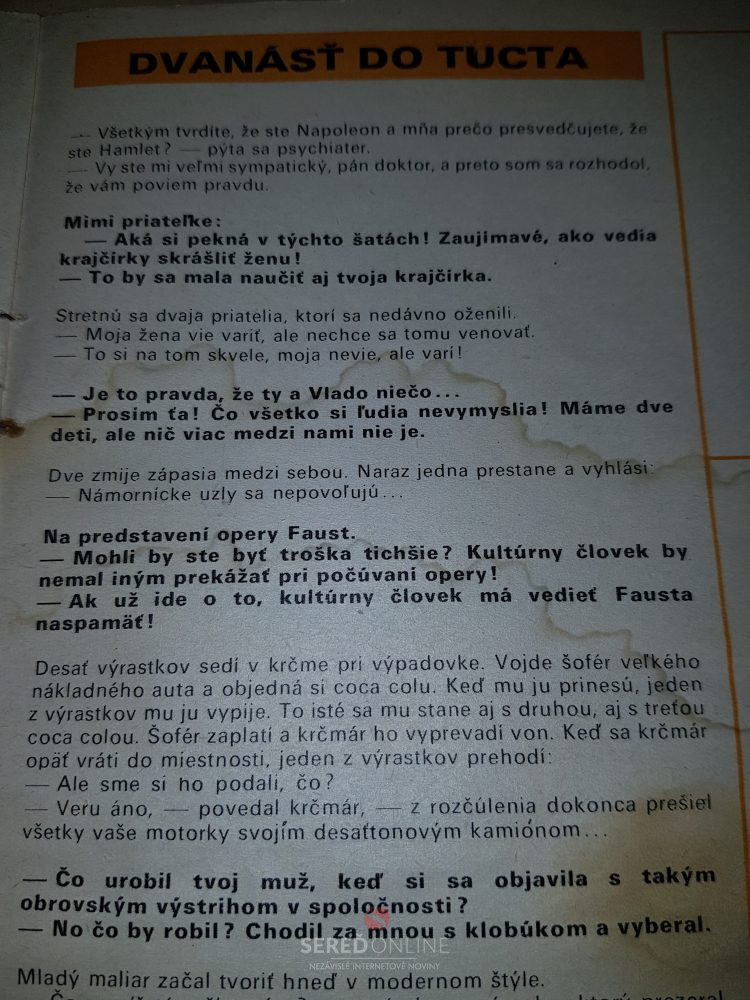 DVANÁSŤ DO TUCTA
— Všetkým tvrdíte, že ste Napoleon a mňa prečo presvedčujete, že
ste Hamlet? — pýta sa psychiater.
— Vy ste mi veľmi sympatický, pán doktor, a preto som sa rozhodol,
že vám poviem pravdu.
Mimi priateľke:
— Aká si pekná v týchto šatách! Zaujímavé, ako vedia
krajčírky skrášliť ženu!
— To by sa mala naučiť aj tvoja krajčírka.
Stretnú sa dvaja priatelia, ktorí sa nedávno oženili.
— Moja žena vie variť, ale nechce sa tomu venovať.
— To si na tom skvele, moja nevie, ale varí!
— Je to pravda, že ty a Vlado niečo...
— Prosím ťa! Čo všetko si ľudia nevymyslia! Máme dve
deti, ale nič viac medzi nami nie je.
Dve zmije zápasia medzi sebou. Naraz jedna prestane a vyhlási:
— Námornícke uzly sa nepovoľujú...
Na predstavení opery Faust.
— Mohli by ste byť troška tichšie? Kultúrny človek by
nemal iným prekážať pri počúvaní opery!
— Ak už ide o to, kultúrny človek má vedieť Fausta
naspamäť!
Desať výrastkov sedí v krčme pri výpadovke. Vojde šofér veľkého
nákladného auta a objedná si coca colu. Keď mu ju prinesú, jeden
z výrastkov mu ju vypije. To isté sa mu stane aj s druhou, aj s treťou
coca colou. Šofér zaplatí a krčmár ho vyprevadí von. Keď sa krčmár
opäť vráti do miestnosti, jeden z výrastkov prehodí:
— Ale sme si ho podali, čo?
— Veru áno, — povedal krčmár, — z rozčúlenia dokonca prešiel
všetky vaše motorky svojím desaťtonovým kamiónom...
— Čo urobil tvoj muž, keď si sa objavila s takým
obrovským výstrihom v spoločnosti?
— No čo by robil? Chodil za mnou s klobúkom a vyberal.
SEREĎONLINE
NEZÁVISLÉ INTERNETOVÉ NOVINY
Mladý maliar začal tvoriť hneď v modernom štýle.